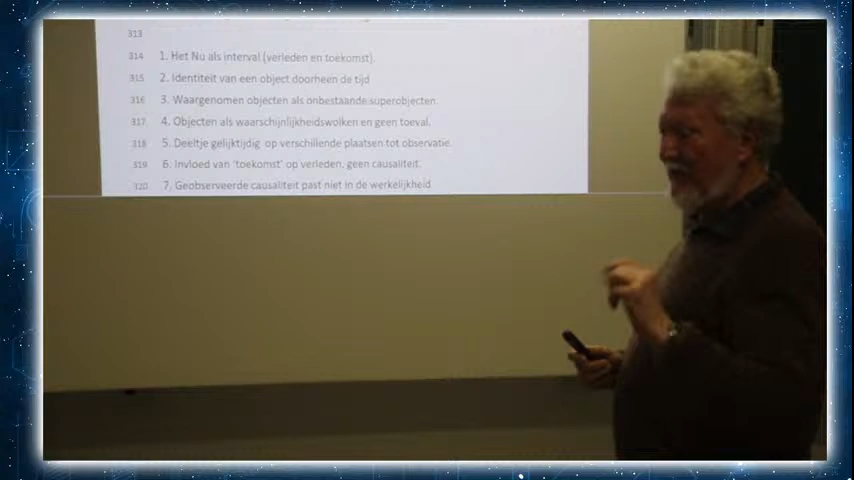 313
314 1. Het Nu als interval (verleden en toekomst).
315 2. Identiteit van een object doorheen de tijd
316 3. Waargenomen objecten als onbestaande superobjecten.
317 4. Objecten als waarschijnlijkheidswolken en geen toeval.
318 5. Deeltje gelijktijdig op verschillende plaatsen tot observatie.
319 6. Invloed van 'toekomst' op verleden, geen causaliteit.
320 7. Geobserveerde causaliteit past niet in de werkelijkheid